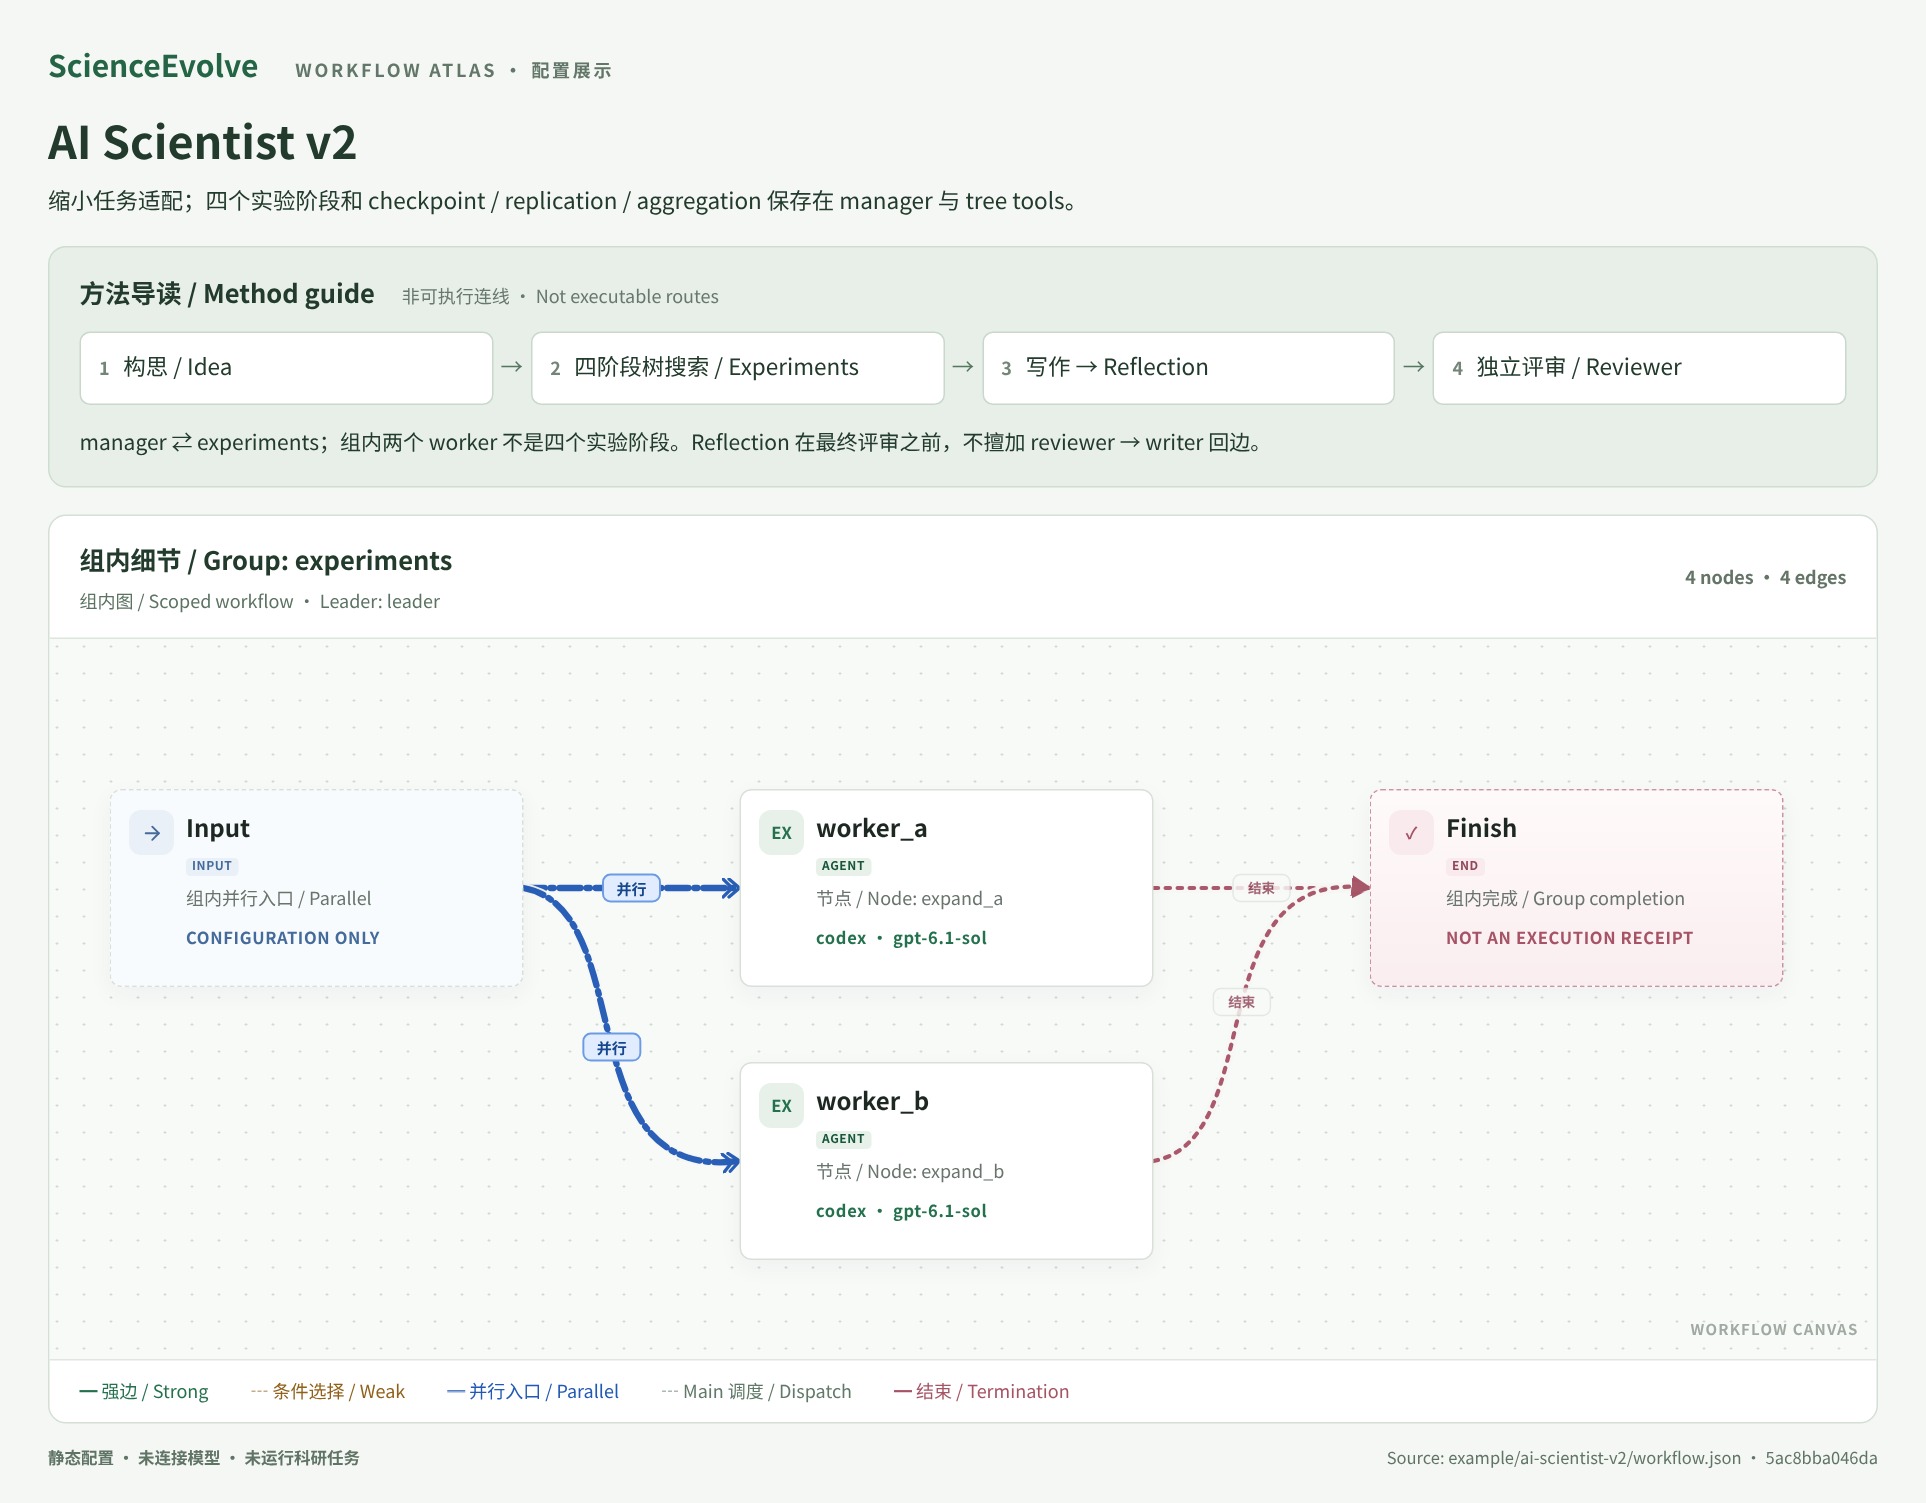 ScienceEvolve WORKFLOW ATLAS • 配置展示
AI Scientist v2
缩小任务适配；四个实验阶段和 checkpoint / replication / aggregation 保存在 manager 与 tree tools。
方法导读 / Method guide 非可执行连线 • Not executable routes
1 构思 / Idea → 2 四阶段树搜索 / Experiments → 3 写作 → Reflection → 4 独立评审 / Reviewer
manager ⇄ experiments；组内两个 worker 不是四个实验阶段。Reflection 在最终评审之前，不擅加 reviewer → writer 回边。
组内细节 / Group: experiments
组内图 / Scoped workflow • Leader: leader
4 nodes • 4 edges
→ Input
INPUT
组内并行入口 / Parallel
CONFIGURATION ONLY
并行
并行
EX worker_a
AGENT
节点 / Node: expand_a
codex • gpt-6.1-sol
EX worker_b
AGENT
节点 / Node: expand_b
codex • gpt-6.1-sol
结束
结束
✓ Finish
END
组内完成 / Group completion
NOT AN EXECUTION RECEIPT
WORKFLOW CANVAS
强边 / Strong 条件选择 / Weak 并行入口 / Parallel Main 调度 / Dispatch 结束 / Termination
静态配置 • 未连接模型 • 未运行科研任务
Source: example/ai-scientist-v2/workflow.json • 5ac8bba046da